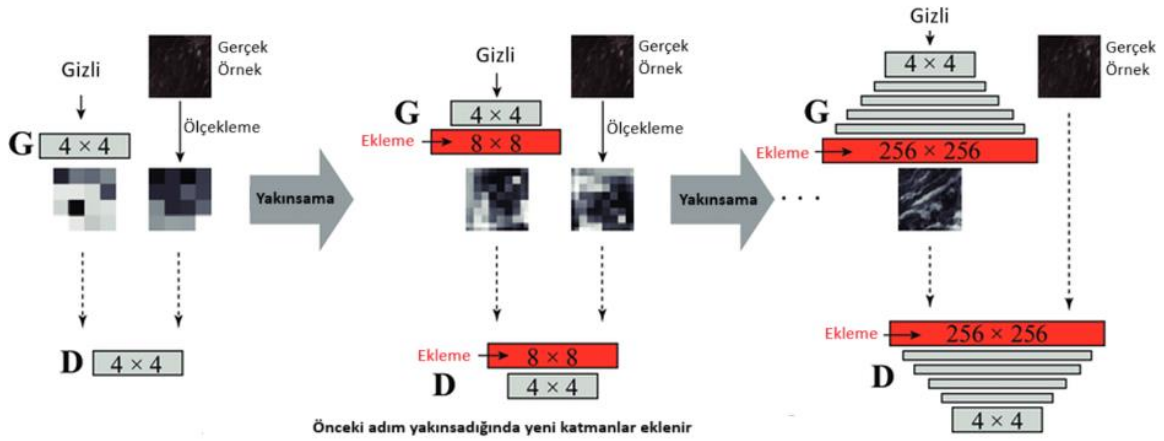 Gizli
Gerçek
Örnek
G
4 × 4
Ölçekleme
D
4 × 4
Yakınsama
Gizli
Gerçek
Örnek
G
4 × 4
Ekleme
8 × 8
Ölçekleme
Ekleme
8 × 8
D
4 × 4
Yakınsama
. . .
Gizli
Gerçek
Örnek
4 × 4
G
Ekleme
256 × 256
Ekleme
256 × 256
D
4 × 4
Önceki adım yakınsadığında yeni katmanlar eklenir